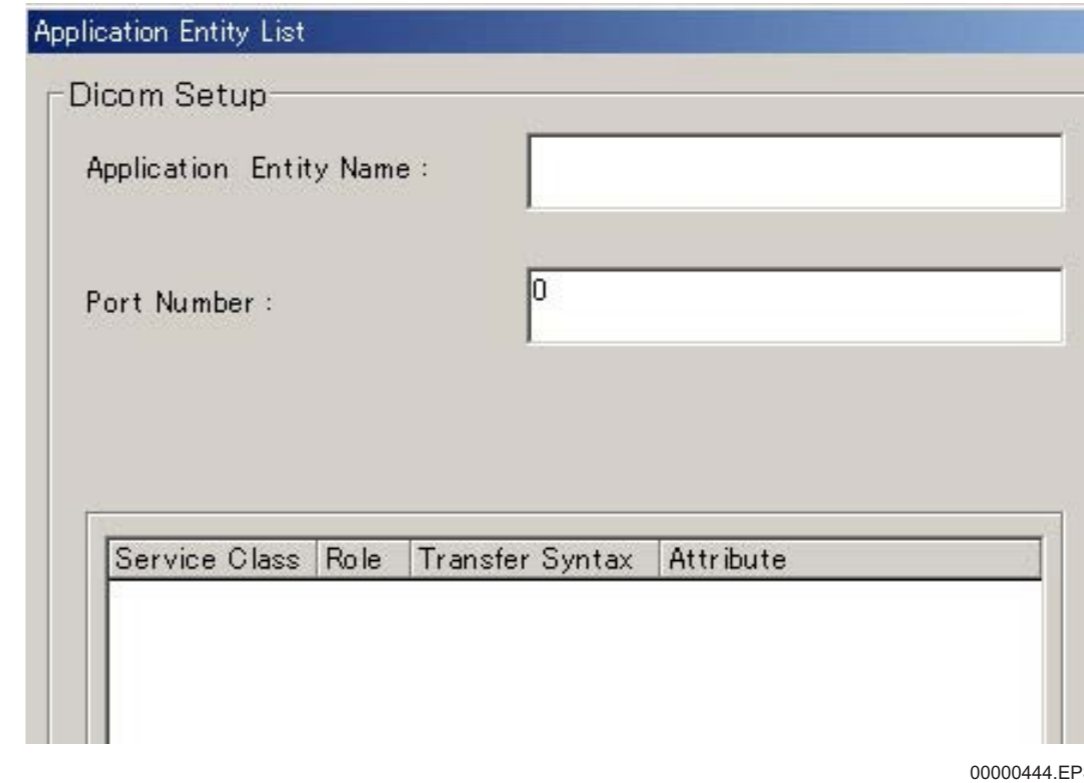 Application Entity List
Dicom Setup
Application Entity Name :
Port Number : 0
Service Class Role Transfer Syntax Attribute
00000444.EP